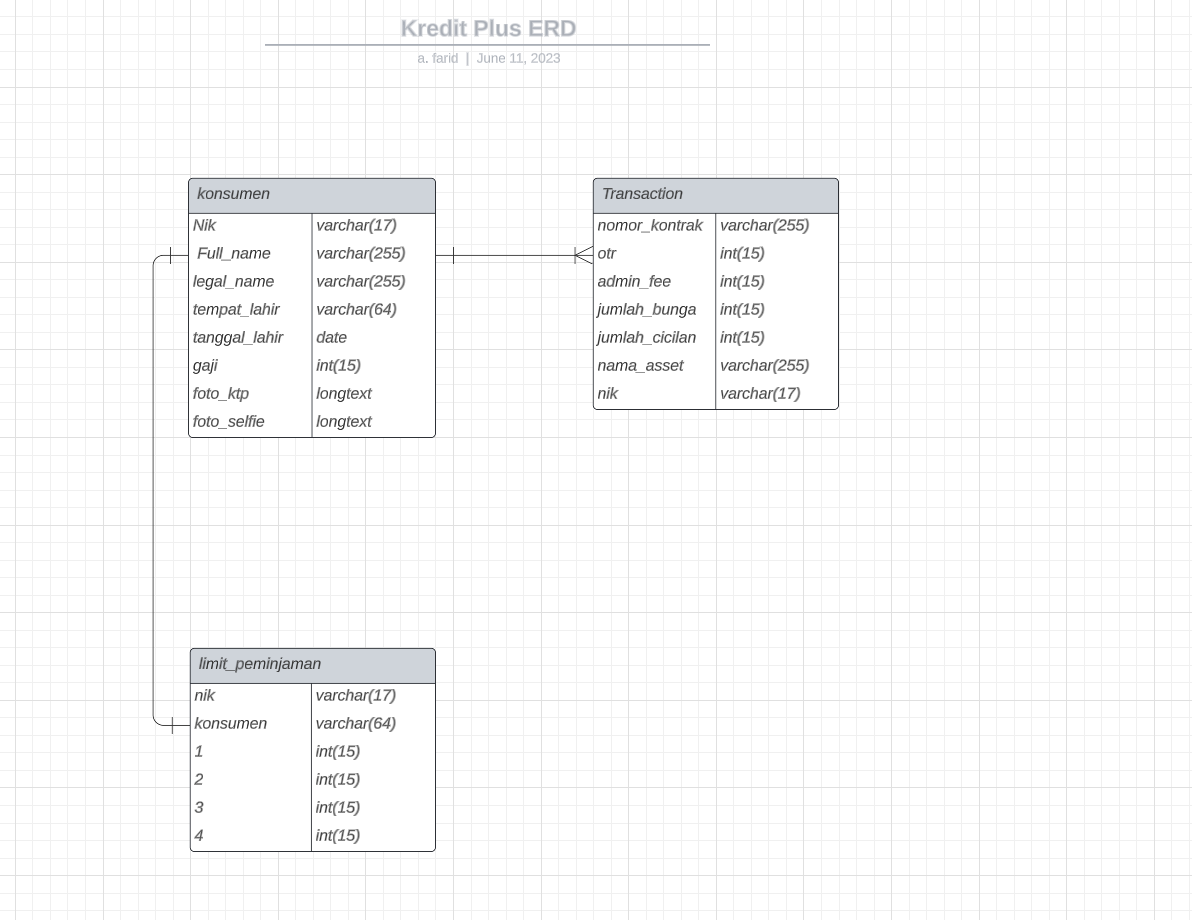 Kredit Plus ERD
a. farid | June 11, 2023
konsumen
Nik varchar(17)
Full_name varchar(255)
legal_name varchar(255)
tempat_lahir varchar(64)
tanggal_lahir date
gaji int(15)
foto_ktp longtext
foto_selfie longtext
Transaction
nomor_kontrak varchar(255)
otr int(15)
admin_fee int(15)
jumlah_bunga int(15)
jumlah_cicilan int(15)
nama_asset varchar(255)
nik varchar(17)
limit_peminjaman
nik varchar(17)
konsumen varchar(64)
1 int(15)
2 int(15)
3 int(15)
4 int(15)